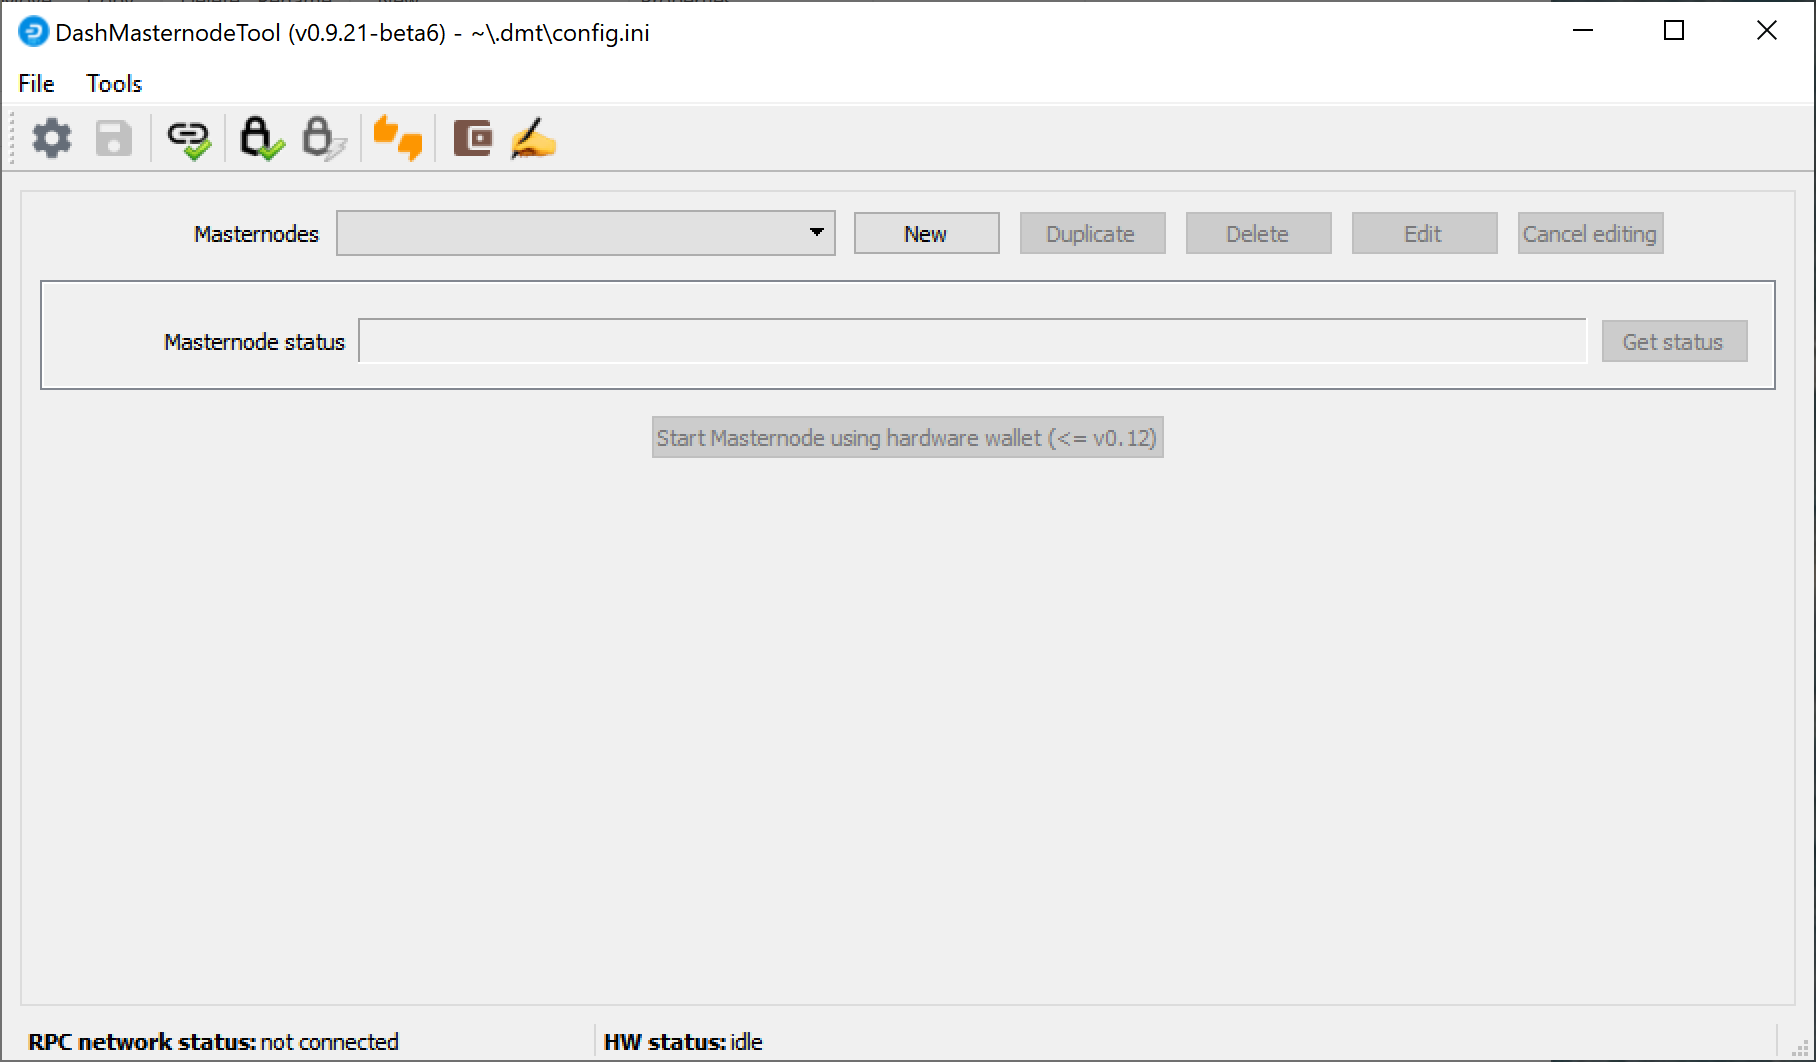 DashMasternodeTool (v0.9.21-beta6) - ~\.dmt\config.ini
File Tools
Masternodes New Duplicate Delete Edit Cancel editing
Masternode status Get status
Start Masternode using hardware wallet (<= v0.12)
RPC network status: not connected HW status: idle